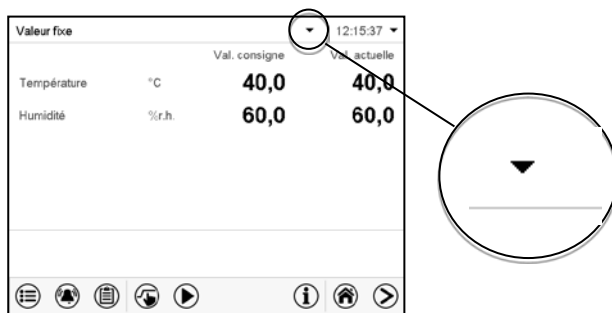 Valeur fixe 12:15:37
Val. consigne Val. actuelle
Température °C 40,0 40,0
Humidité %r.h. 60,0 60,0